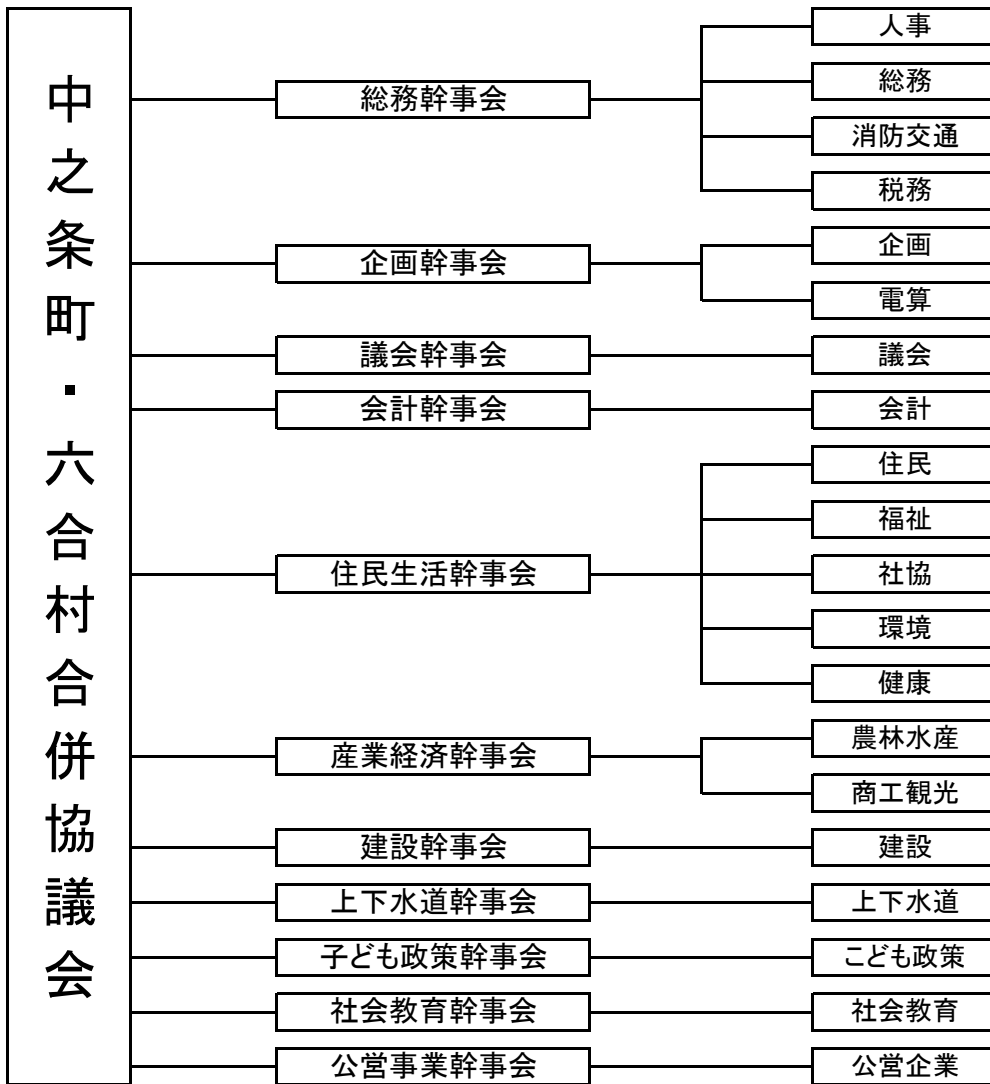 中之条町・六合村合併協議会
総務幹事会
人事
総務
消防交通
税務
企画幹事会
企画
電算
議会幹事会
議会
会計幹事会
会計
住民生活幹事会
住民
福祉
社協
環境
健康
産業経済幹事会
農林水産
商工観光
建設幹事会
建設
上下水道幹事会
上下水道
子ども政策幹事会
こども政策
社会教育幹事会
社会教育
公営事業幹事会
公営企業